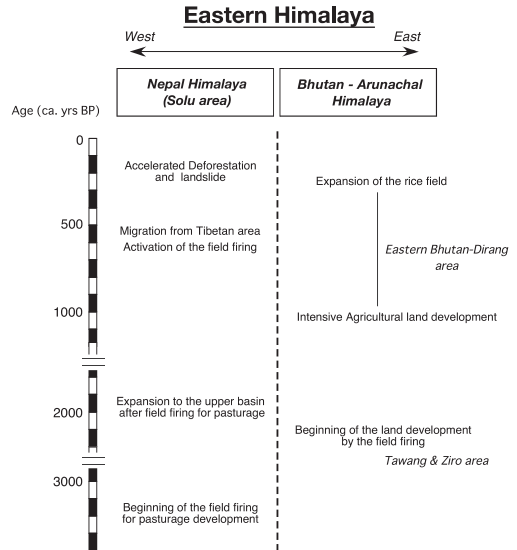 Eastern Himalaya
West
East
Nepal Himalaya
(Solu area)
Bhutan - Arunachal
Himalaya
Age (ca. yrs BP)
0
Accelerated Deforestation
and landslide
Expansion of the rice field
500
Migration from Tibetan area
Activation of the field firing
Eastern Bhutan-Dirang
area
1000
Intensive Agricultural land development
Expansion to the upper basin
after field firing for pasturage
2000
Beginning of the land development
by the field firing
Tawang & Ziro area
3000
Beginning of the field firing
for pasturage development